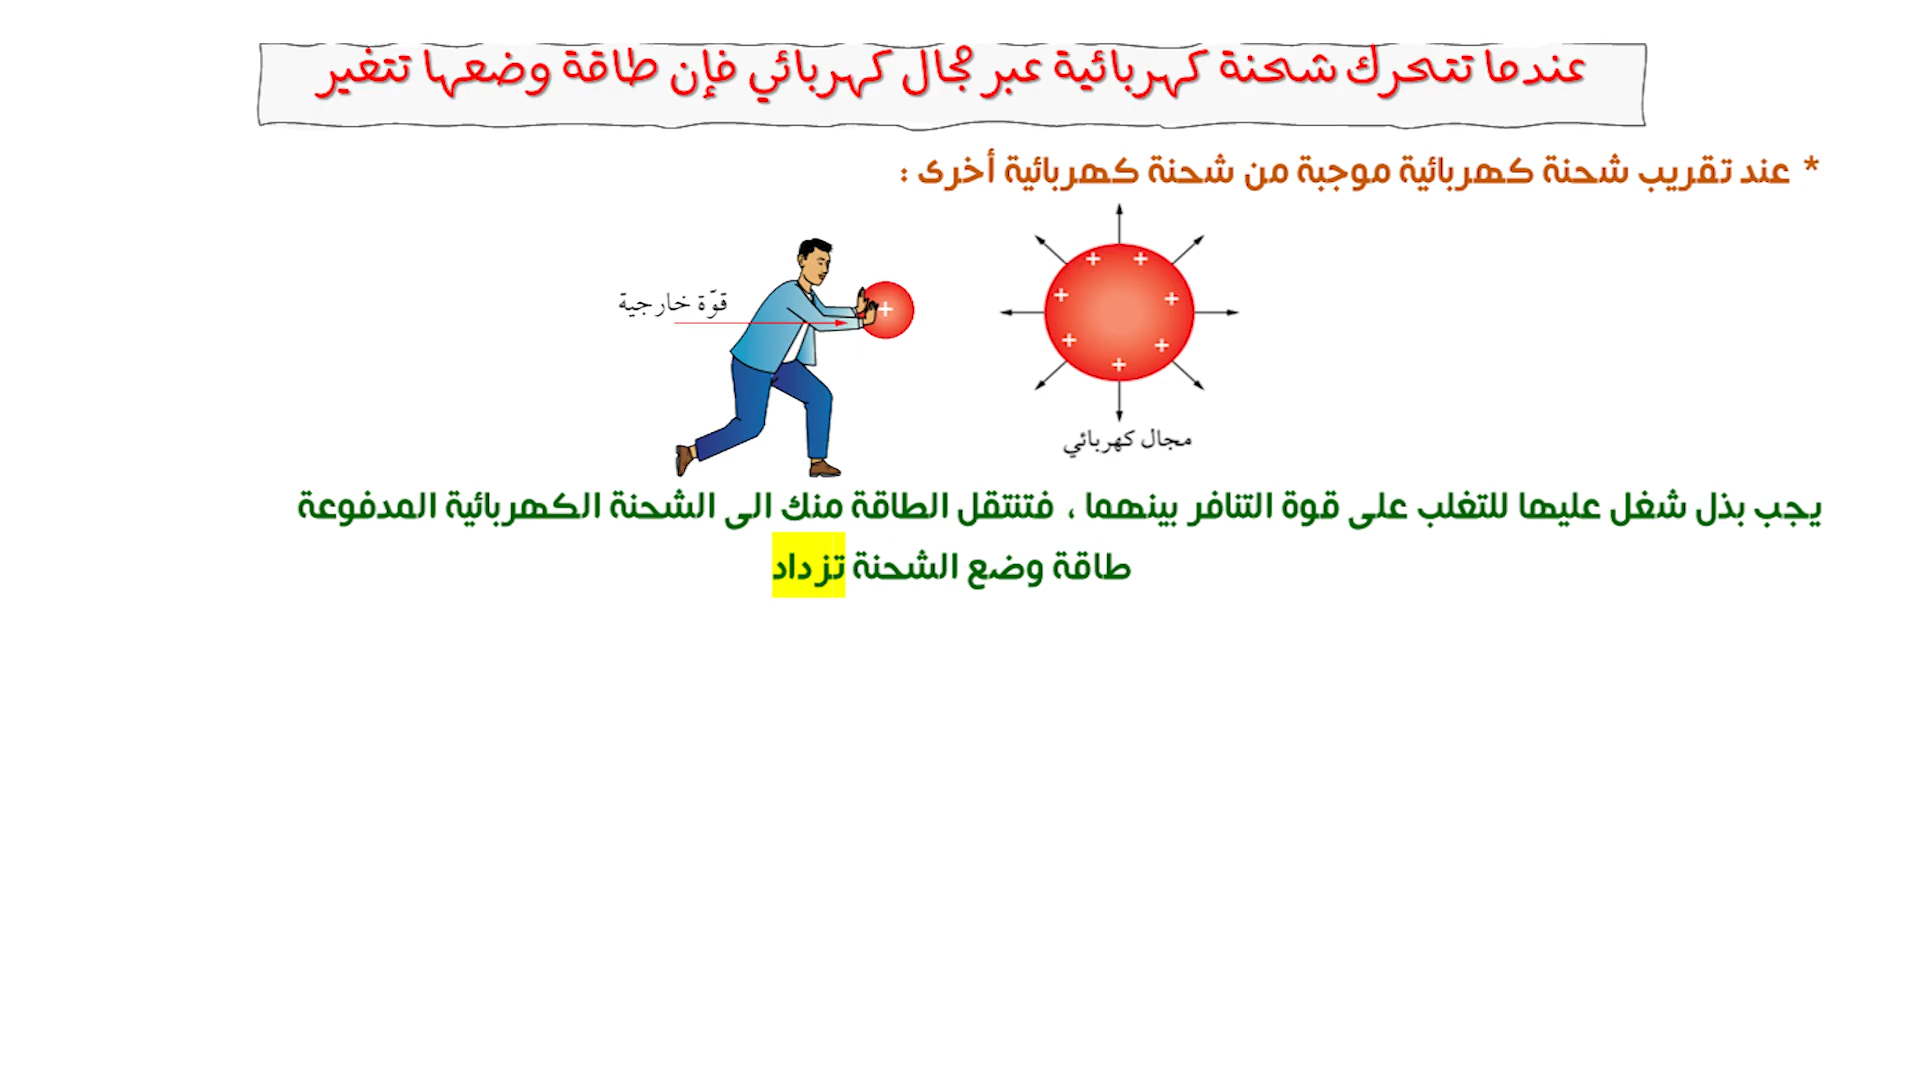 عندما تتحرك شحنة كهربائية عبر مجال كهربائي فإن طاقة وضعها تتغير
* عند تقريب شحنة كهربائية موجبة من شحنة كهربائية أخرى :
قوّة خارجية
مجال كهربائي
يجب بذل شغل عليها للتغلب على قوة التنافر بينهما ، فتنتقل الطاقة منك الى الشحنة الكهربائية المدفوعة
طاقة وضع الشحنة تزداد